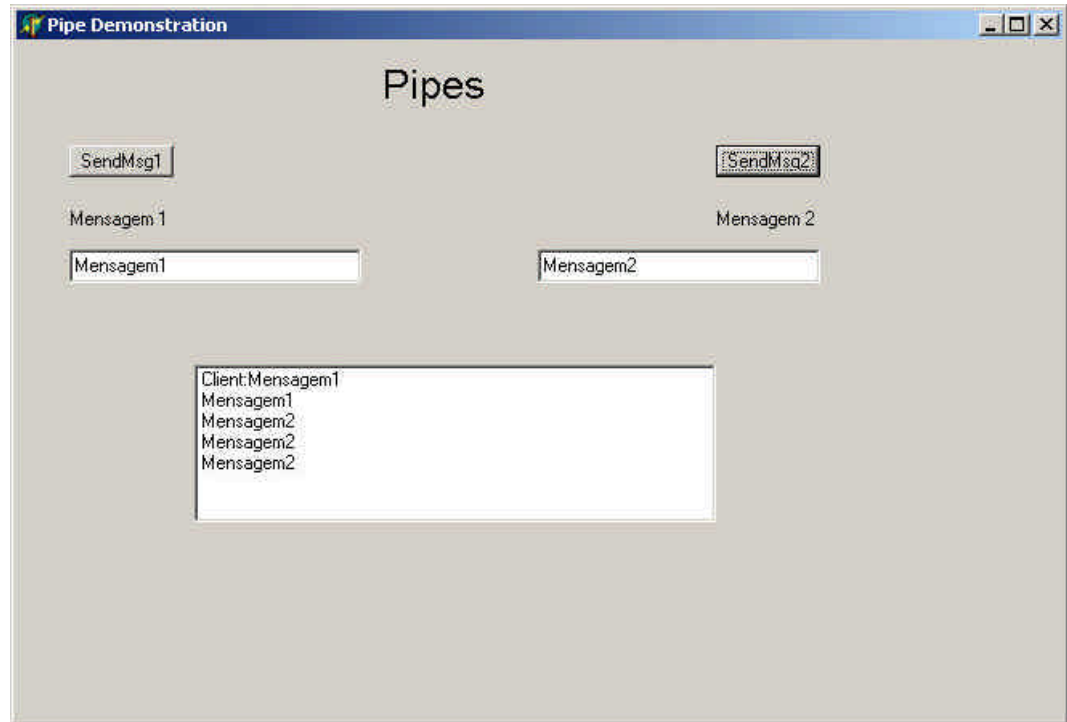 Pipe Demonstration
Pipes
SendMsg1
SendMsg2
Mensagem 1
Mensagem 2
Mensagem1
Mensagem2
Client:Mensagem1
Mensagem1
Mensagem2
Mensagem2
Mensagem2